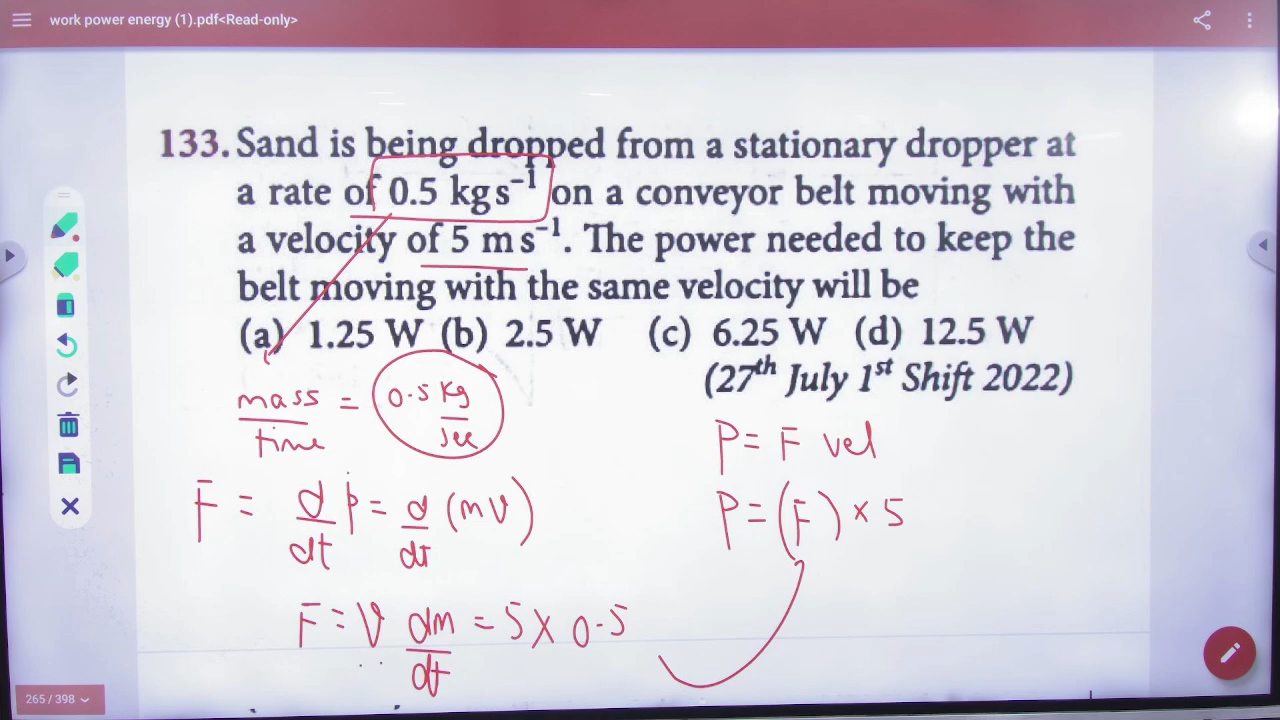 work power energy (1).pdf<Read-only>
133. Sand is being dropped from a stationary dropper at
a rate of 0.5 kg s⁻¹ on a conveyor belt moving with
a velocity of 5 m s⁻¹. The power needed to keep the
belt moving with the same velocity will be
(a) 1.25 W (b) 2.5 W (c) 6.25 W (d) 12.5 W
(27th July 1st Shift 2022)
mass/time = 0.5 kg/sec
F = d/dt P = d/dt (mv)
F = V dm/dt = 5 × 0.5
P = F vel
P = (F) × 5
265 / 398